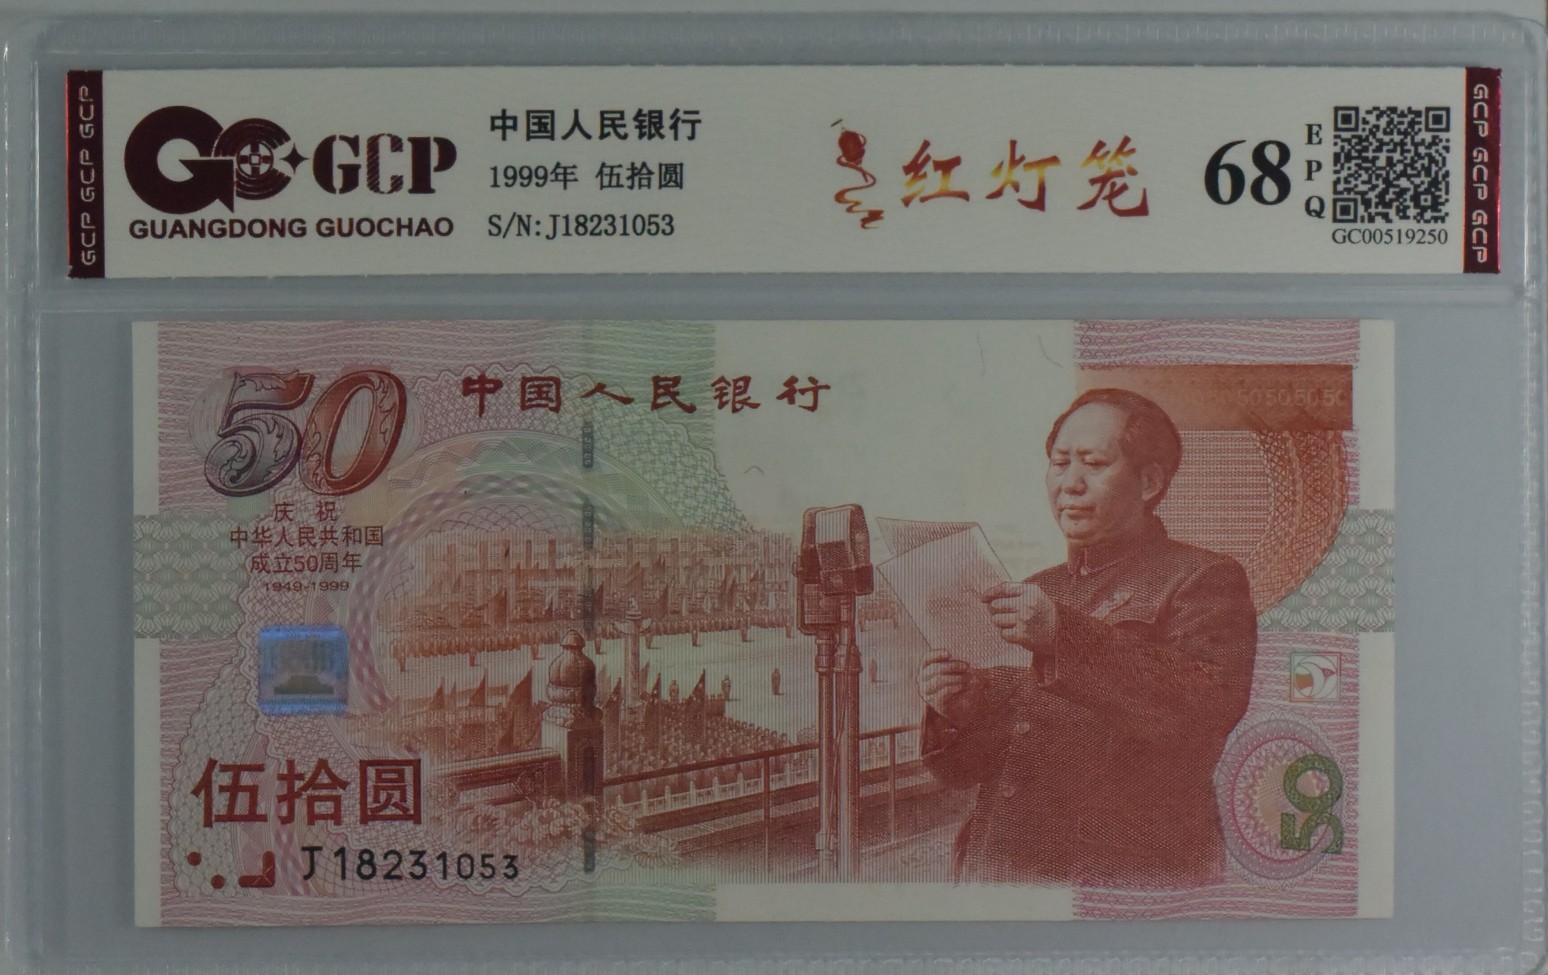 GCP GCP GCP
GCP
GUANGDONG GUOCHAO
中国人民银行
1999年 伍拾圆
S/N:J18231053
红灯笼
68
EPQ
GC00519250
GCP GCP GCP
50
中国人民银行
庆祝
中华人民共和国
成立50周年
1949-1999
伍拾圆
J18231053
50